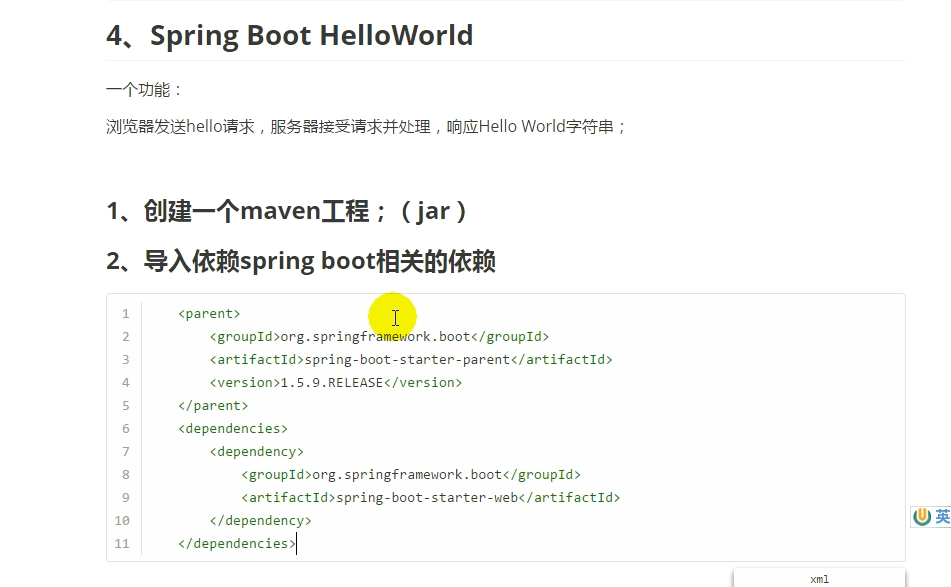 4、Spring Boot HelloWorld
一个功能：
浏览器发送hello请求，服务器接受请求并处理，响应Hello World字符串；
1、创建一个maven工程；（jar）
2、导入依赖spring boot相关的依赖
1 <parent>
2 <groupId>org.springframework.boot</groupId>
3 <artifactId>spring-boot-starter-parent</artifactId>
4 <version>1.5.9.RELEASE</version>
5 </parent>
6 <dependencies>
7 <dependency>
8 <groupId>org.springframework.boot</groupId>
9 <artifactId>spring-boot-starter-web</artifactId>
10 </dependency>
11 </dependencies>
英
xml